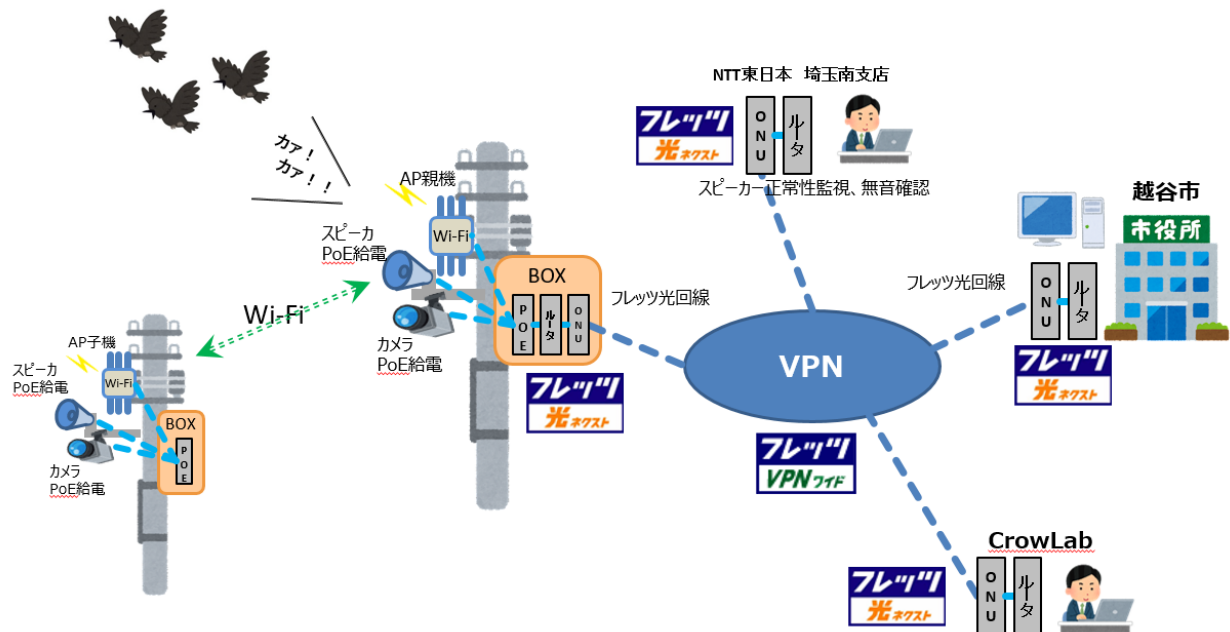 カァ！
カァ！！
AP親機
Wi-Fi
スピーカ
PoE給電
カメラ
PoE給電
BOX
POE
ルータ
ONU
フレッツ光回線
フレッツ
光ネクスト
Wi-Fi
AP子機
Wi-Fi
スピーカ
PoE給電
カメラ
PoE給電
BOX
POE
NTT東日本 埼玉南支店
フレッツ
光ネクスト
ONU
ルータ
スピーカー正常性監視、無音確認
VPN
フレッツ
VPNワイド
越谷市
市役所
フレッツ光回線
ONU
ルータ
フレッツ
光ネクスト
CrowLab
フレッツ
光ネクスト
ONU
ルータ